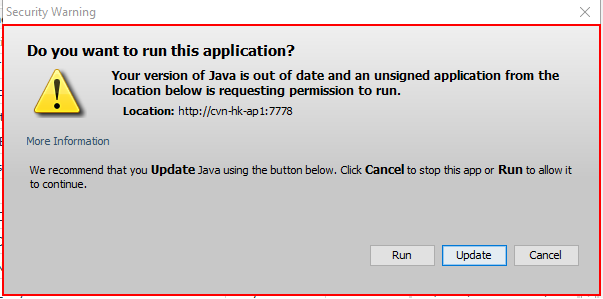 Security Warning
Do you want to run this application?
Your version of Java is out of date and an unsigned application from the
location below is requesting permission to run.
Location: http://cvn-hk-ap1:7778
More Information
We recommend that you Update Java using the button below. Click Cancel to stop this app or Run to allow it
to continue.
Run Update Cancel